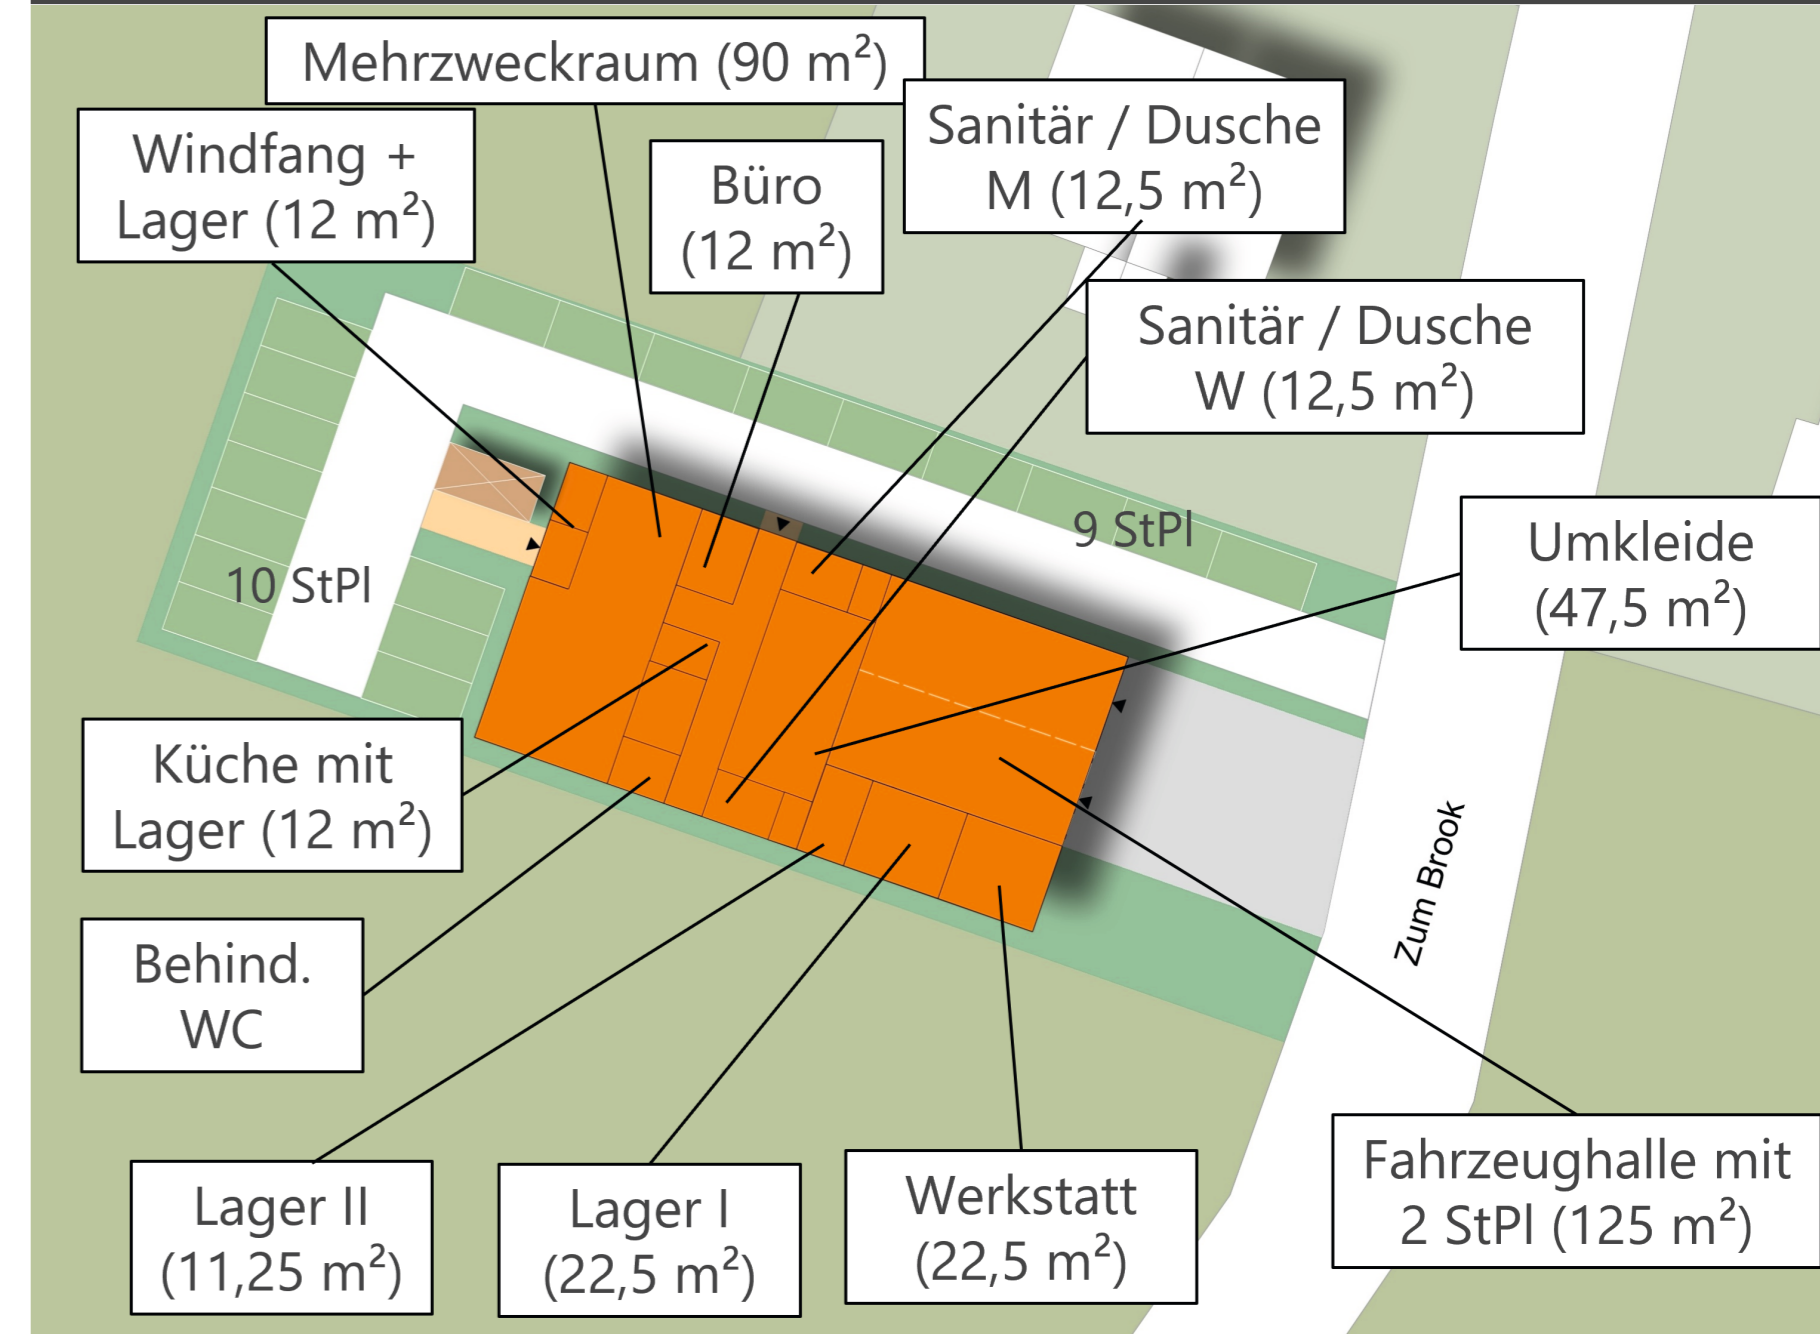 Mehrzweckraum (90 m²)
Windfang +
Lager (12 m²)
Büro
(12 m²)
Sanitär / Dusche
M (12,5 m²)
Sanitär / Dusche
W (12,5 m²)
9 StPl
Umkleide
(47,5 m²)
10 StPl
Küche mit
Lager (12 m²)
Zum Brook
Behind.
WC
Lager II
(11,25 m²)
Lager I
(22,5 m²)
Werkstatt
(22,5 m²)
Fahrzeughalle mit
2 StPl (125 m²)